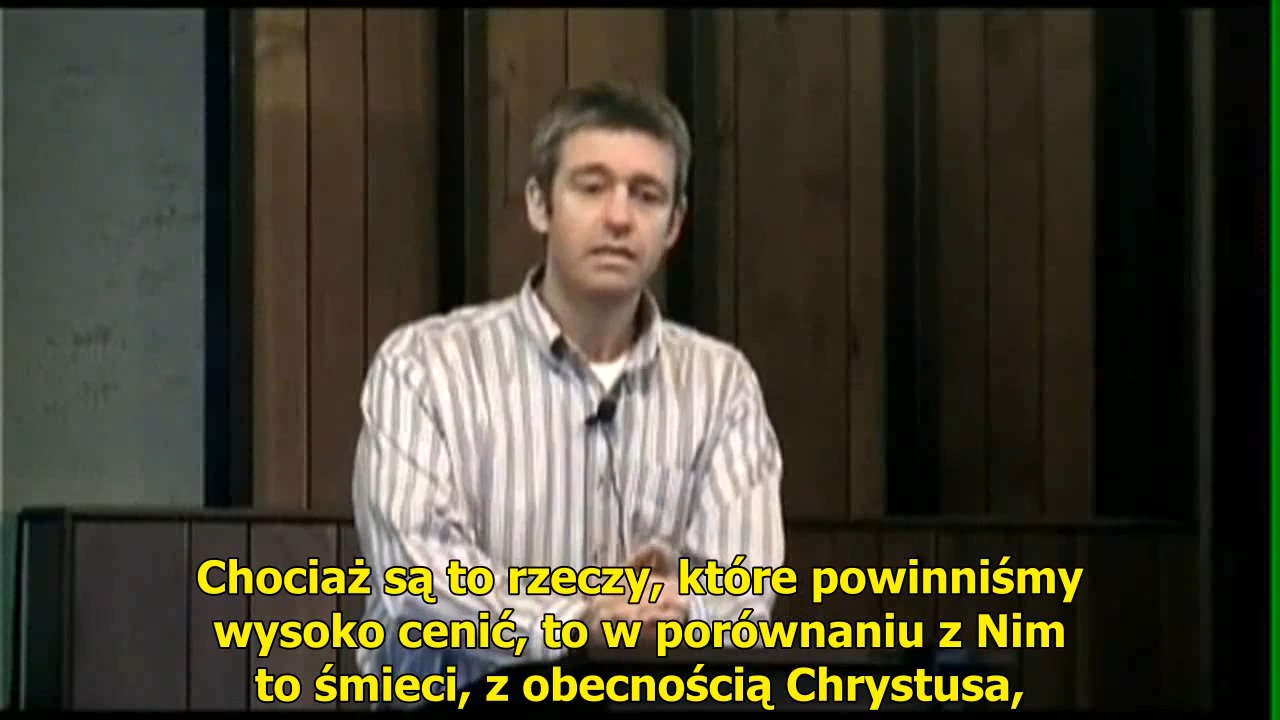 Chociaż są to rzeczy, które powinniśmy
wysoko cenić, to w porównaniu z Nim
to śmieci, z obecnością Chrystusa,